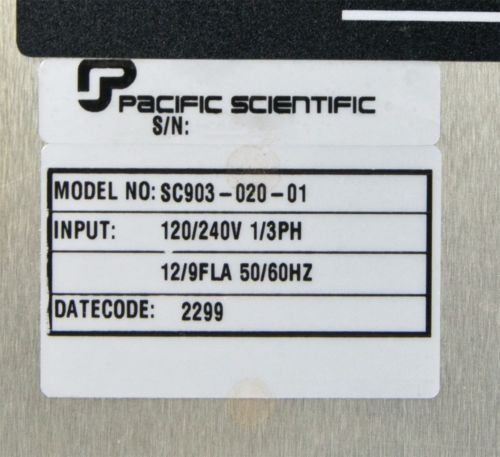 PACIFIC SCIENTIFIC
S/N:
MODEL NO: SC903-020-01
INPUT: 120/240V 1/3PH
12/9FLA 50/60HZ
DATECODE: 2299